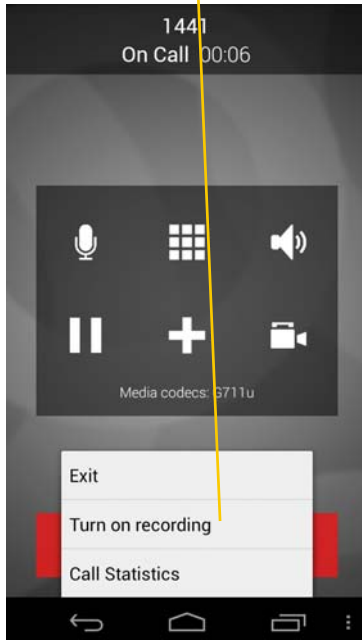 1441
On Call 00:06
Media codecs: G711u
Exit
Turn on recording
Call Statistics